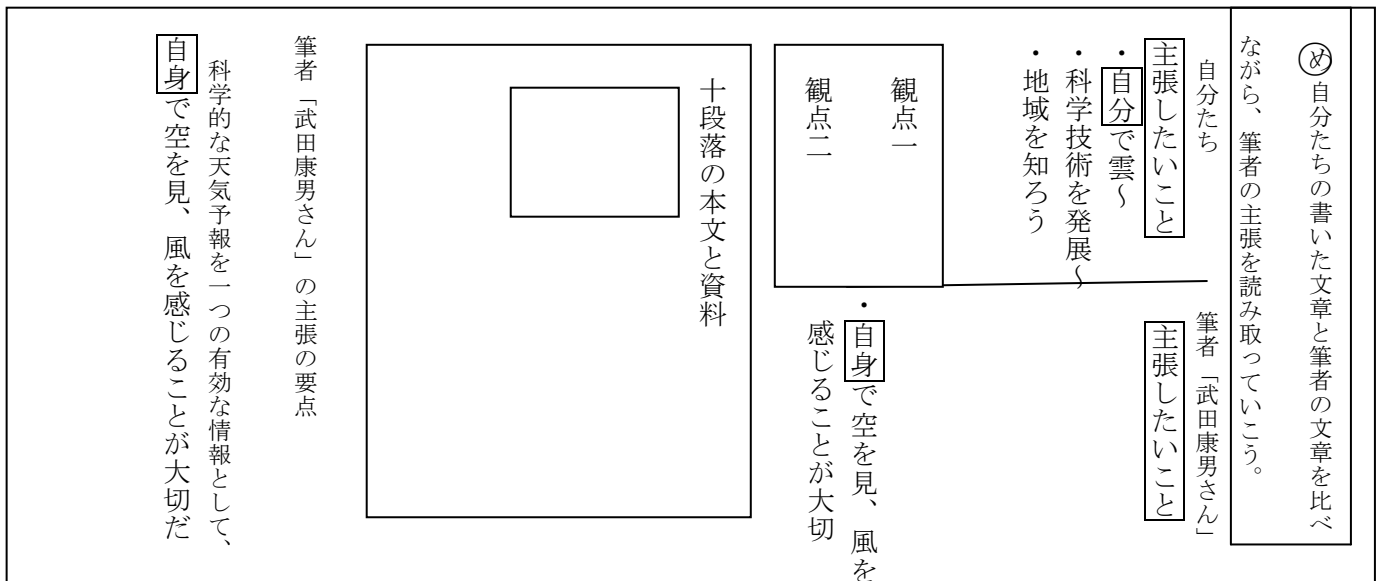 め自分たちの書いた文章と筆者の文章を比べ
ながら、筆者の主張を読み取っていこう。
自分たち
主張したいこと
・自分で雲～
・科学技術を発展～
・地域を知ろう
筆者「武田康男さん」
主張したいこと
・自身で空を見、風を
感じることが大切
観点一
観点二
十段落の本文と資料
筆者「武田康男さん」の主張の要点
科学的な天気予報を一つの有効な情報として、
自身で空を見、風を感じることが大切だ